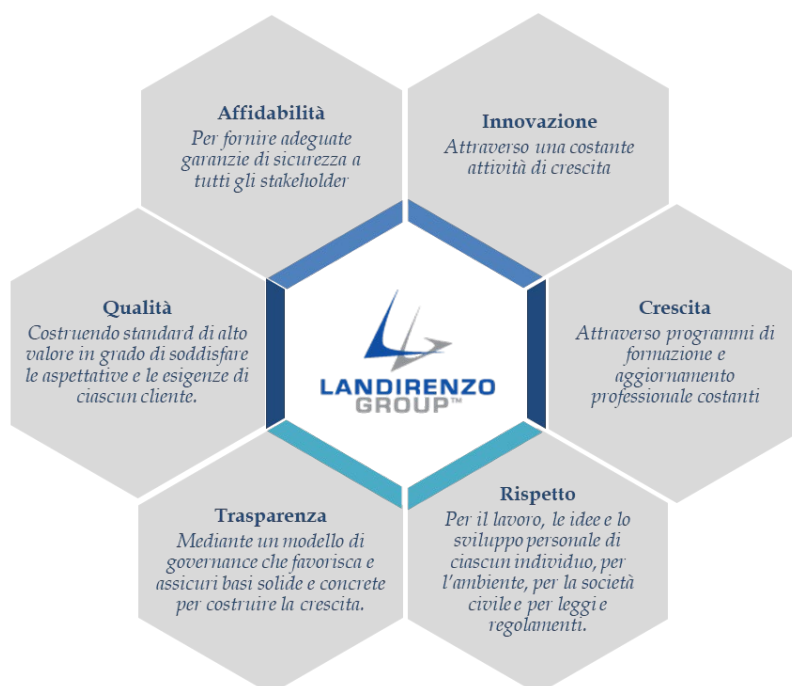 Affidabilità
Per fornire adeguate
garanzie di sicurezza a
tutti gli stakeholder
Innovazione
Attraverso una costante
attività di crescita
Qualità
Costruendo standard di alto
valore in grado di soddisfare
le aspettative e le esigenze di
ciascun cliente.
LANDIRENZO
GROUP™
Crescita
Attraverso programmi di
formazione e
aggiornamento
professionale costanti
Trasparenza
Mediante un modello di
governance che favorisca e
assicuri basi solide e concrete
per costruire la crescita.
Rispetto
Per il lavoro, le idee e lo
sviluppo personale di
ciascun individuo, per
l'ambiente, per la società
civile e per leggi e
regolamenti.